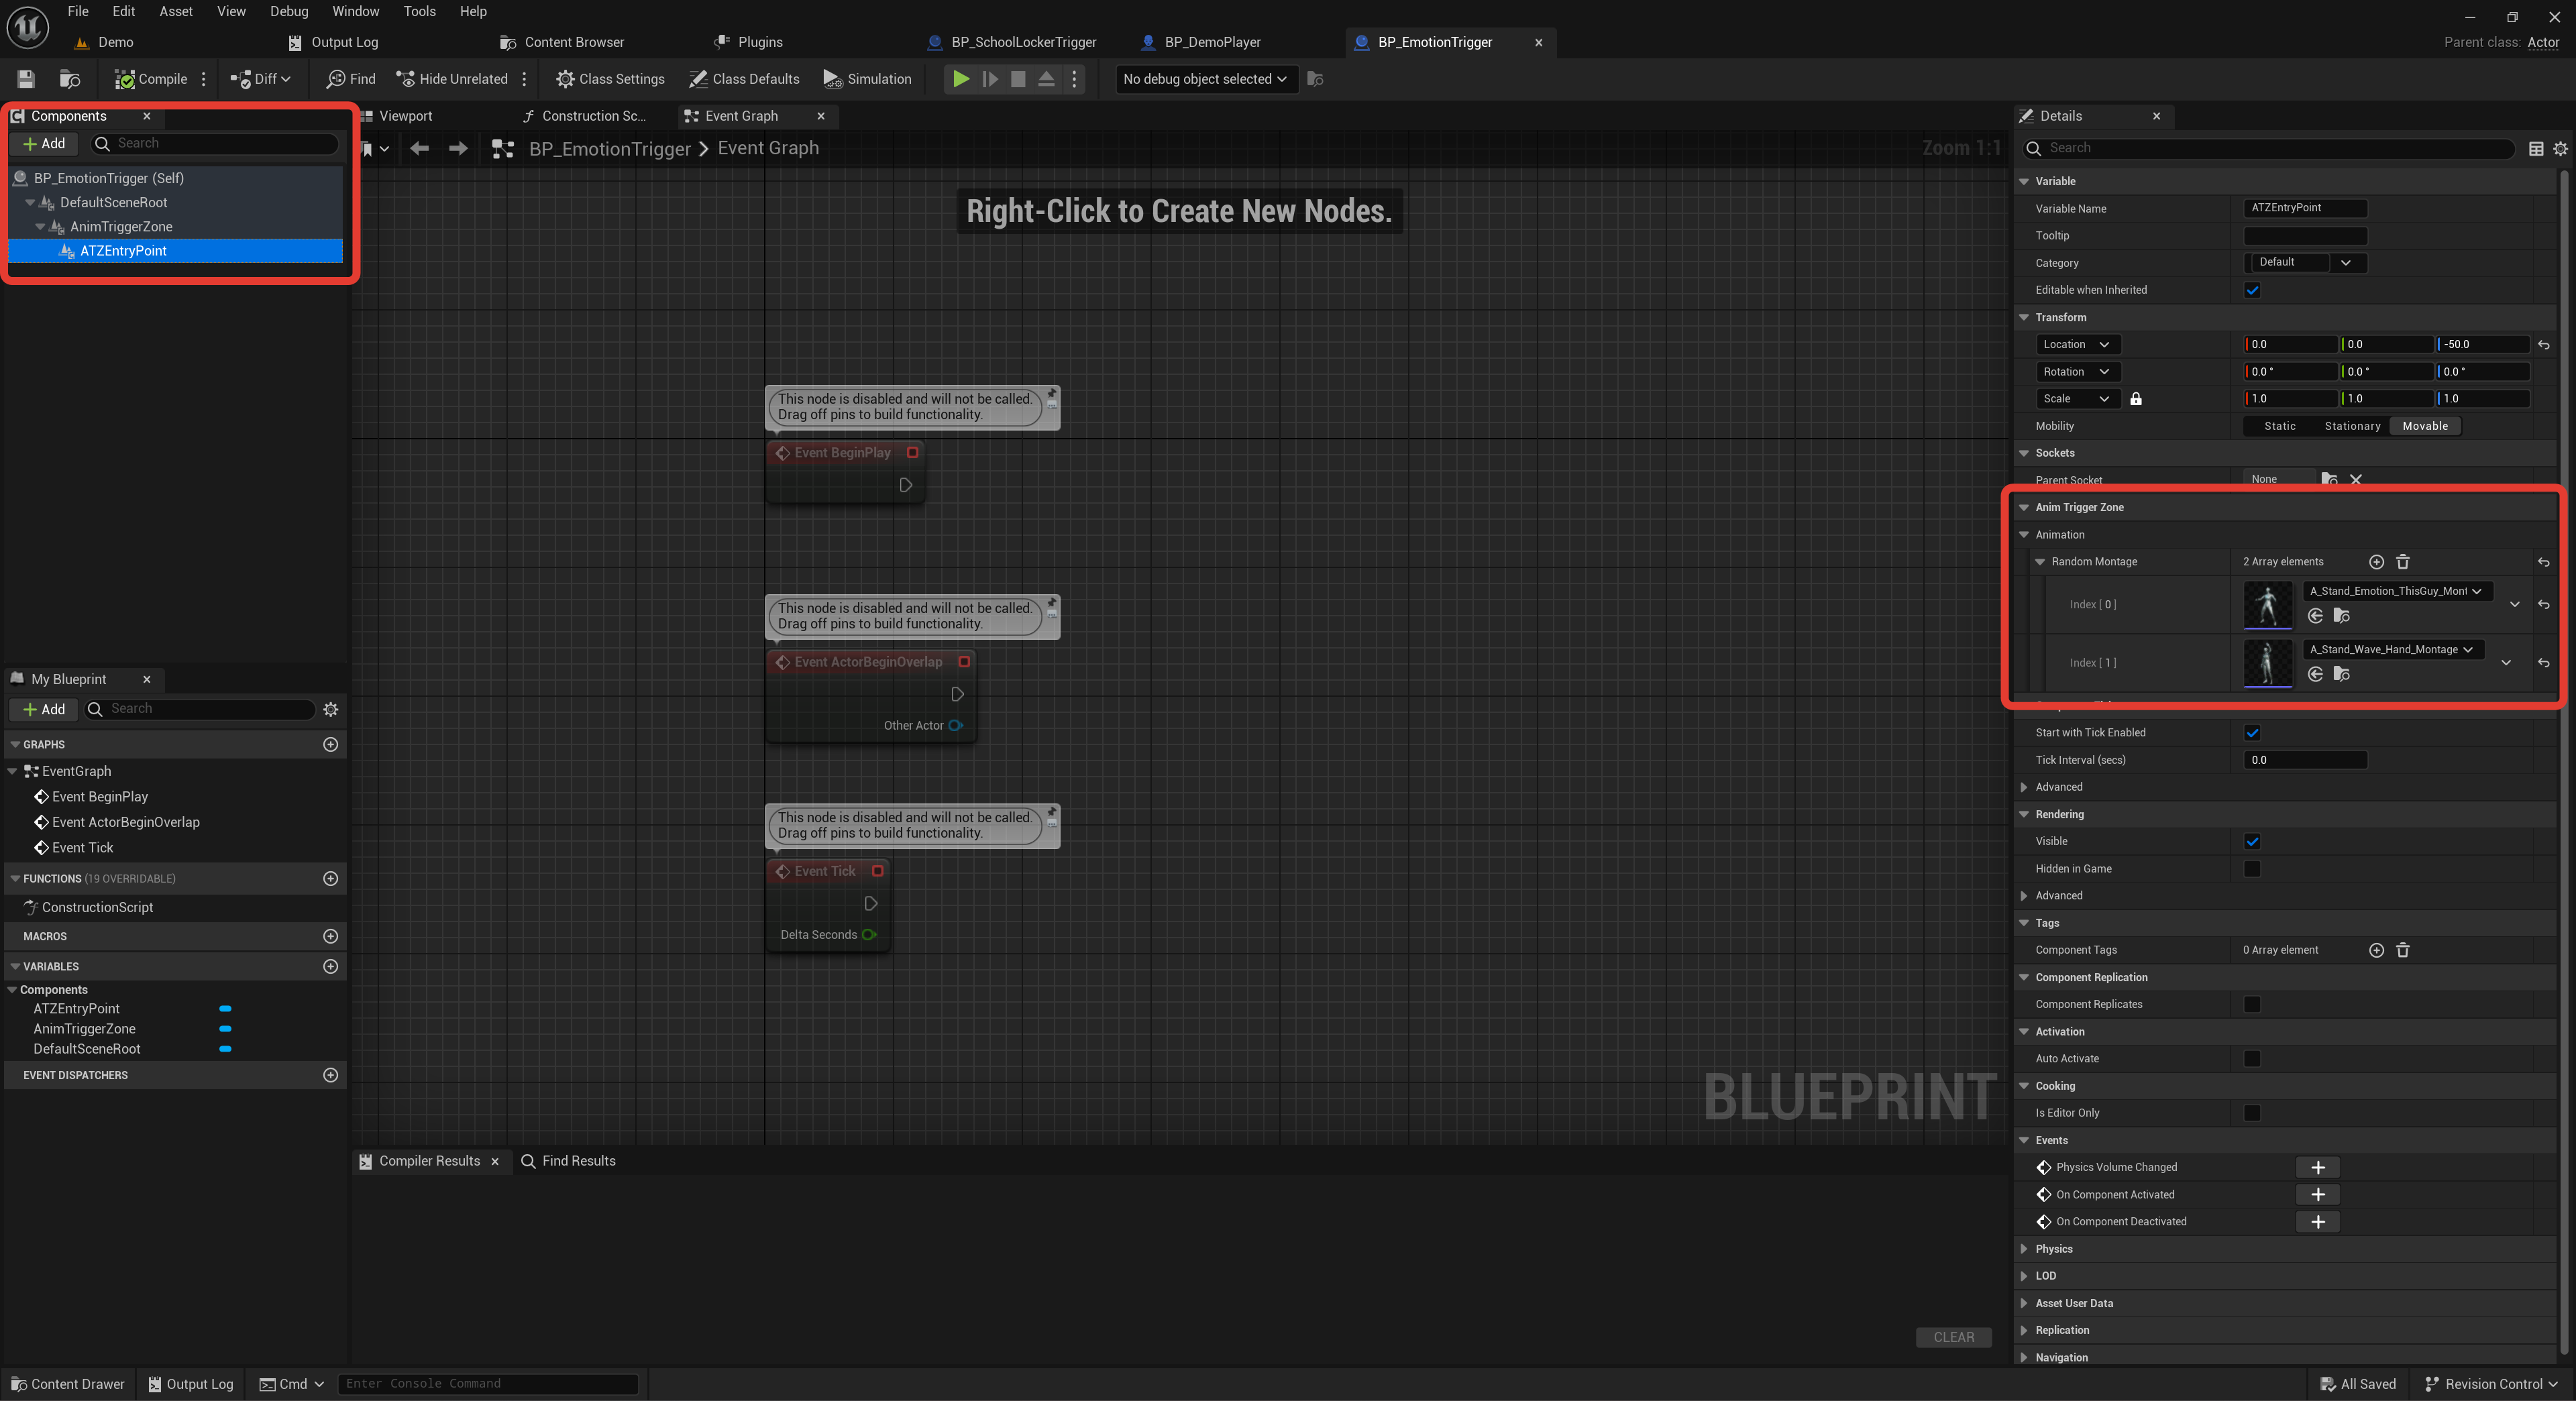 File Edit Asset View Debug Window Tools Help
Demo Output Log Content Browser Plugins BP_SchoolLockerTrigger BP_DemoPlayer BP_EmotionTrigger
Parent class: Actor
Compile Diff Find Hide Unrelated Class Settings Class Defaults Simulation No debug object selected
Components
Add Search
BP_EmotionTrigger (Self)
DefaultSceneRoot
AnimTriggerZone
ATZEntryPoint
My Blueprint
Add Search
GRAPHS
EventGraph
Event BeginPlay
Event ActorBeginOverlap
Event Tick
FUNCTIONS (19 OVERRIDABLE)
ConstructionScript
MACROS
VARIABLES
Components
ATZEntryPoint
AnimTriggerZone
DefaultSceneRoot
EVENT DISPATCHERS
Viewport Construction Sc... Event Graph
BP_EmotionTrigger > Event Graph Zoom 1:1
Right-Click to Create New Nodes.
This node is disabled and will not be called.
Drag off pins to build functionality.
Event BeginPlay
This node is disabled and will not be called.
Drag off pins to build functionality.
Event ActorBeginOverlap
Other Actor
This node is disabled and will not be called.
Drag off pins to build functionality.
Event Tick
Delta Seconds
BLUEPRINT
Compiler Results Find Results
CLEAR
Details
Search
Variable
Variable Name ATZEntryPoint
Tooltip
Category Default
Editable when Inherited
Transform
Location 0.0 0.0 -50.0
Rotation 0.0 ° 0.0 ° 0.0 °
Scale 1.0 1.0 1.0
Mobility Static Stationary Movable
Sockets
Parent Socket None
Anim Trigger Zone
Animation
Random Montage 2 Array elements
Index [ 0 ] A_Stand_Emotion_ThisGuy_Mont
Index [ 1 ] A_Stand_Wave_Hand_Montage
Start with Tick Enabled
Tick Interval (secs) 0.0
Advanced
Rendering
Visible
Hidden in Game
Advanced
Tags
Component Tags 0 Array element
Component Replication
Component Replicates
Activation
Auto Activate
Cooking
Is Editor Only
Events
Physics Volume Changed
On Component Activated
On Component Deactivated
Physics
LOD
Asset User Data
Replication
Navigation
Content Drawer Output Log Cmd Enter Console Command All Saved Revision Control